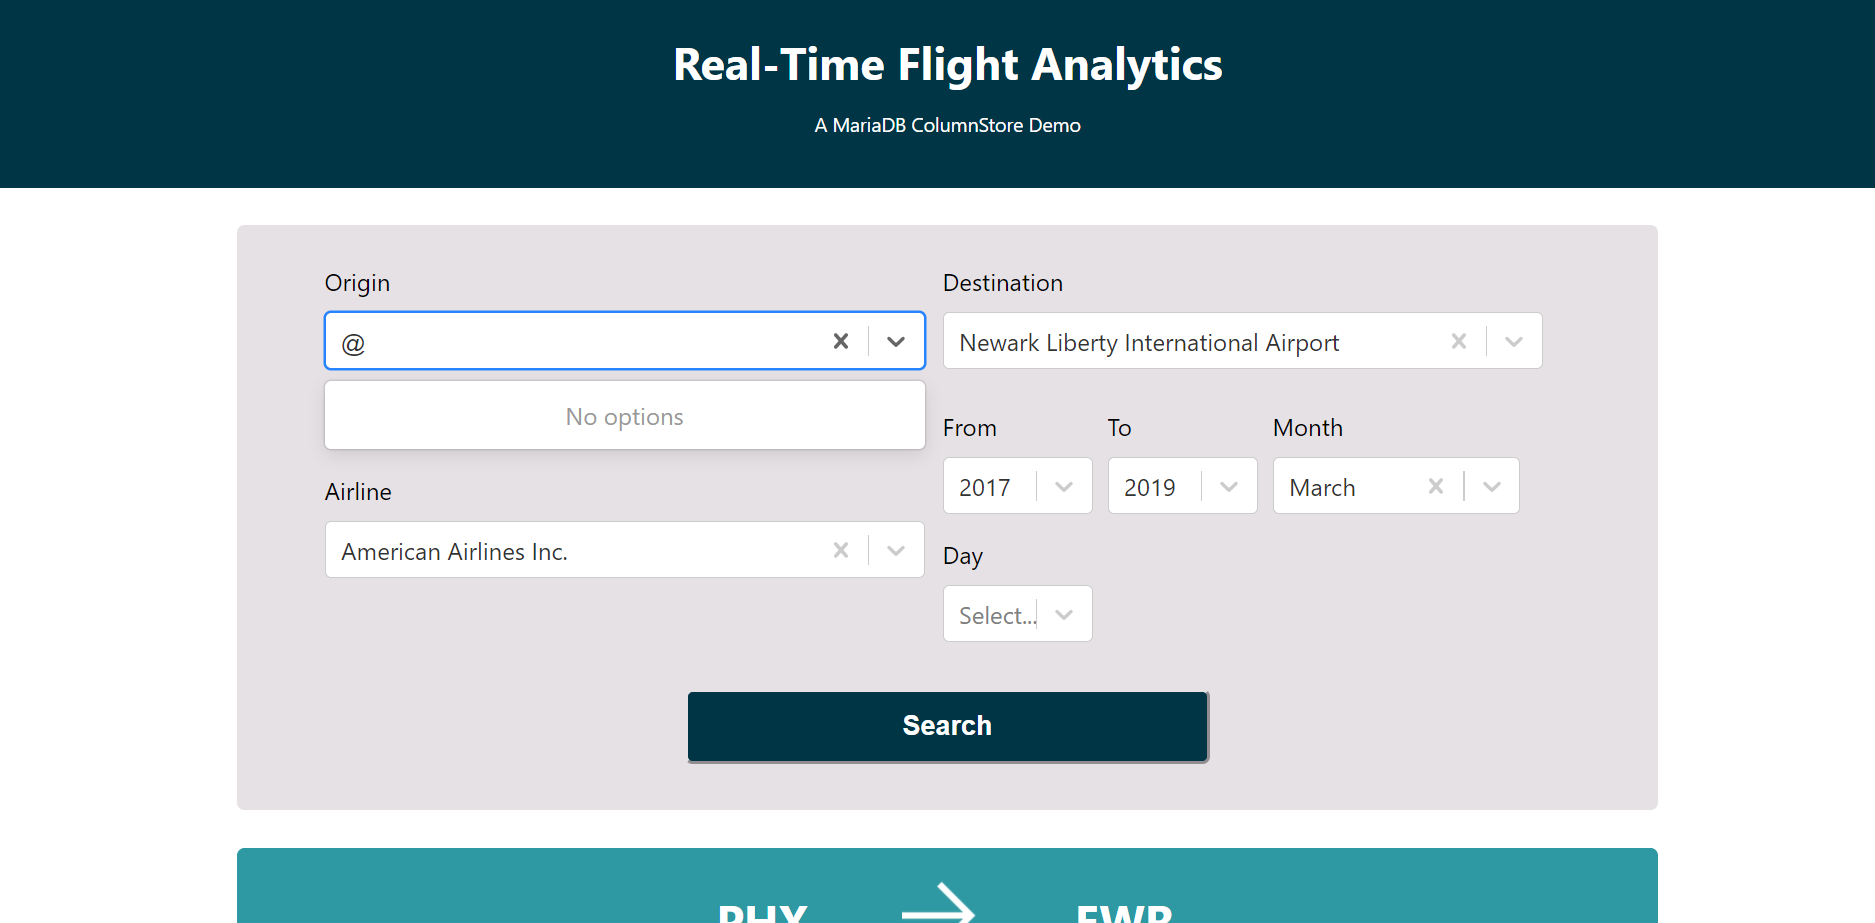 Real-Time Flight Analytics
A MariaDB ColumnStore Demo
Origin
@
No options
Airline
American Airlines Inc.
Destination
Newark Liberty International Airport
From To Month
2017 2019 March
Day
Select...
Search
PHX EWR